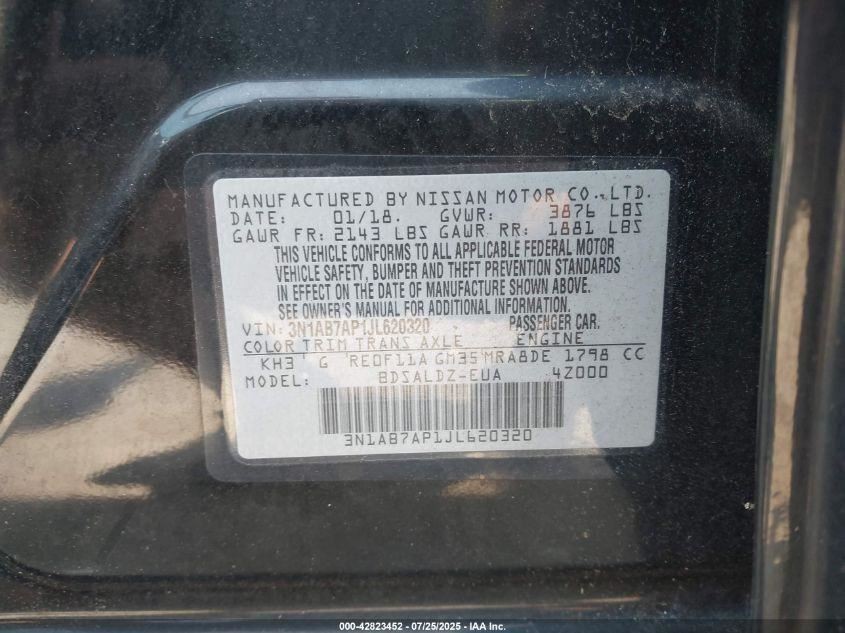 MANUFACTURED BY NISSAN MOTOR CO., LTD.
DATE: 01/18. GVWR: 3876 LBS
GAWR FR: 2143 LBS GAWR RR: 1881 LBS
THIS VEHICLE CONFORMS TO ALL APPLICABLE FEDERAL MOTOR
VEHICLE SAFETY, BUMPER AND THEFT PREVENTION STANDARDS
IN EFFECT ON THE DATE OF MANUFACTURE SHOWN ABOVE.
SEE OWNER'S MANUAL FOR ADDITIONAL INFORMATION.
VIN: 3N1AB7AP1JL620320 PASSENGER CAR.
COLOR TRIM TRANS AXLE ENGINE
KH3 G RE0F11A GM35 MRA8DE 1798 CC
MODEL: BDSALDZ-EUA 4Z000
3N1AB7AP1JL620320
000-42823452 - 07/25/2025 - IAA Inc.